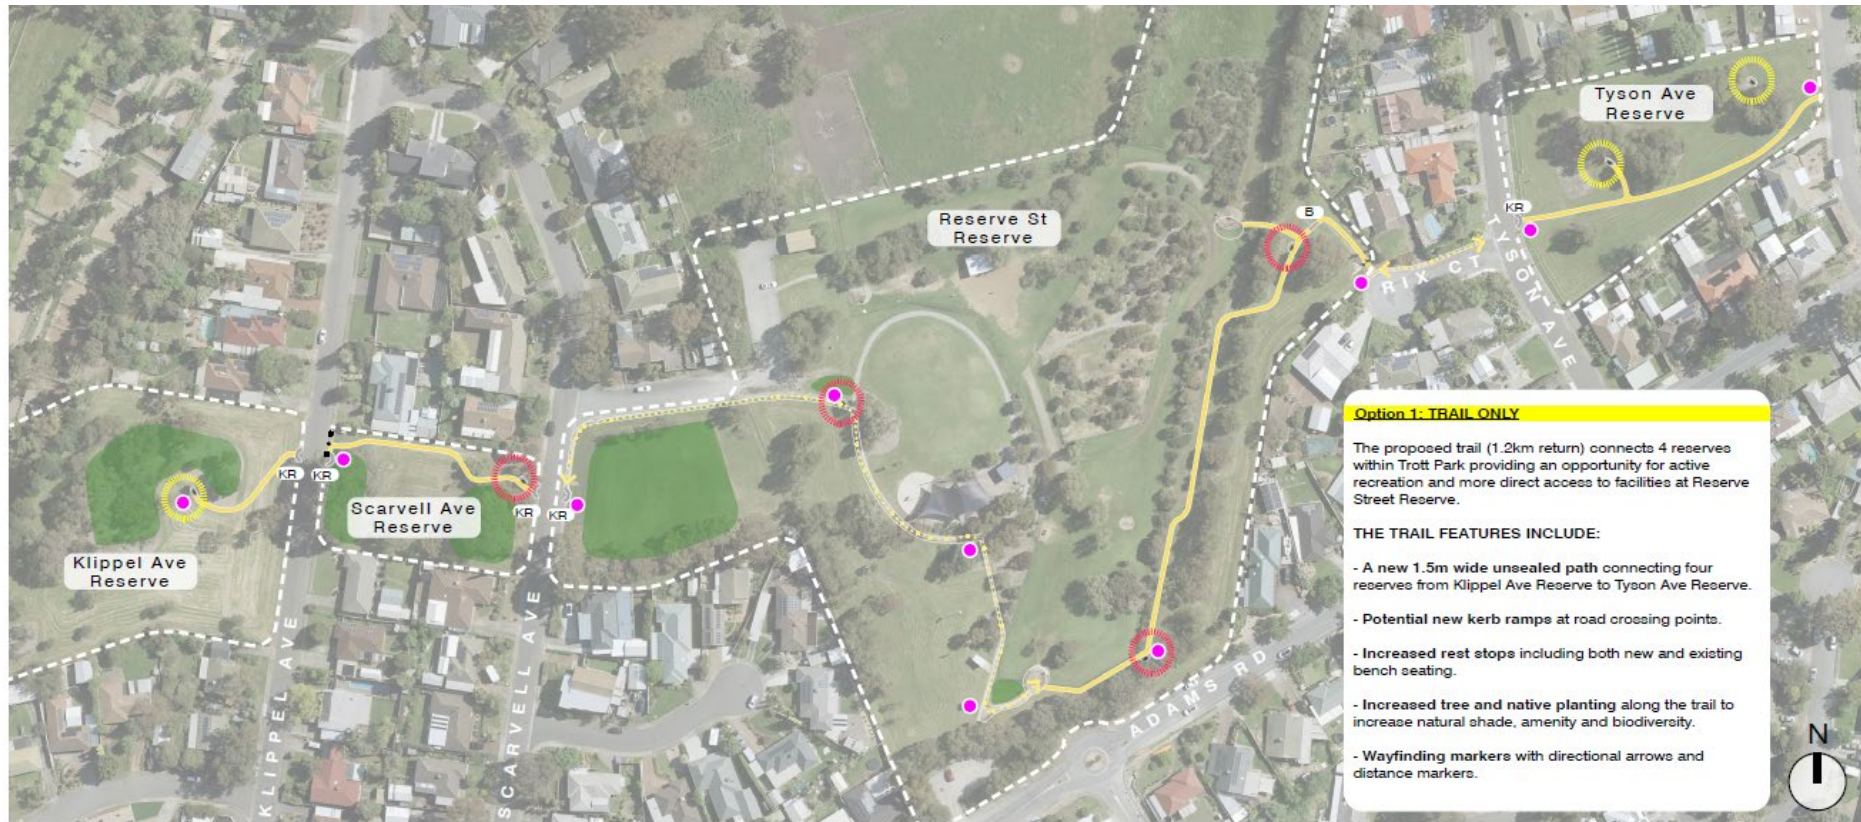 Tyson Ave
Reserve
Reserve St
Reserve
B
KR
RIX CT
TYSON AVE
KR
KR
Scarvell Ave
Reserve
KR
KR
Klippel Ave
Reserve
KLIPPEL AVE
SCARVELL AVE
ADAMS RD
Option 1: TRAIL ONLY
The proposed trail (1.2km return) connects 4 reserves
within Trott Park providing an opportunity for active
recreation and more direct access to facilities at Reserve
Street Reserve.
THE TRAIL FEATURES INCLUDE:
- A new 1.5m wide unsealed path connecting four
reserves from Klippel Ave Reserve to Tyson Ave Reserve.
- Potential new kerb ramps at road crossing points.
- Increased rest stops including both new and existing
bench seating.
- Increased tree and native planting along the trail to
increase natural shade, amenity and biodiversity.
- Wayfinding markers with directional arrows and
distance markers.
N